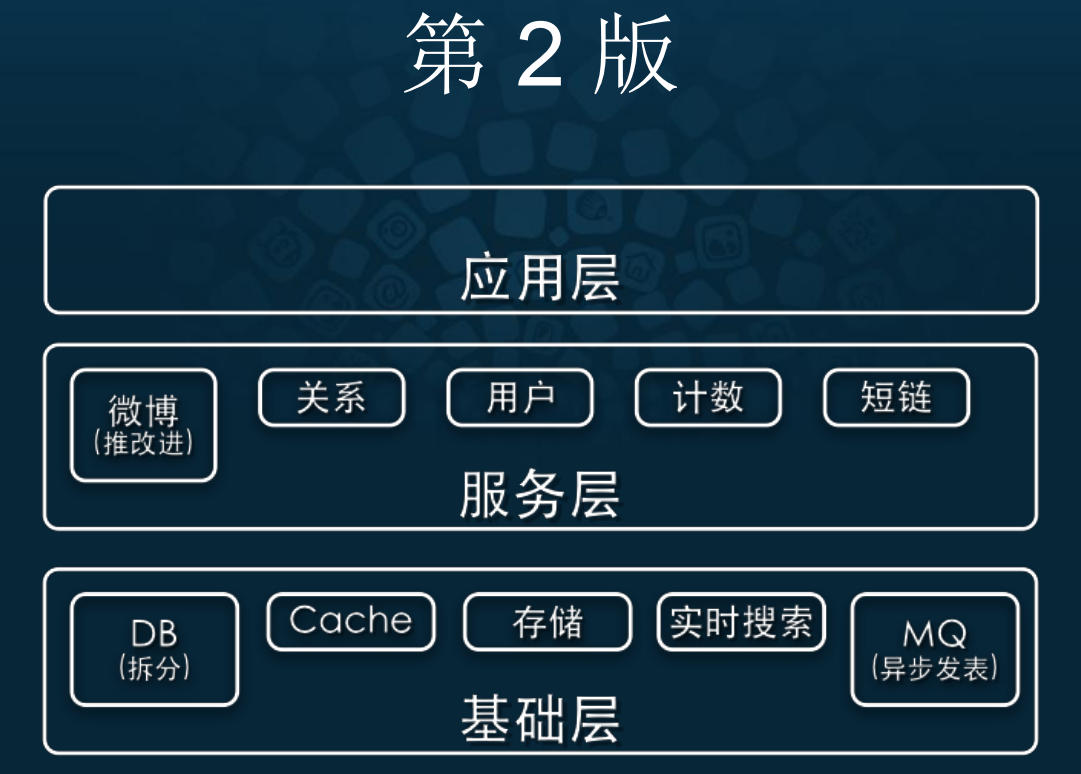 第 2 版
应用层
微博
(推改进)
关系
用户
计数
短链
服务层
DB
(拆分)
Cache
存储
实时搜索
MQ
(异步发表)
基础层